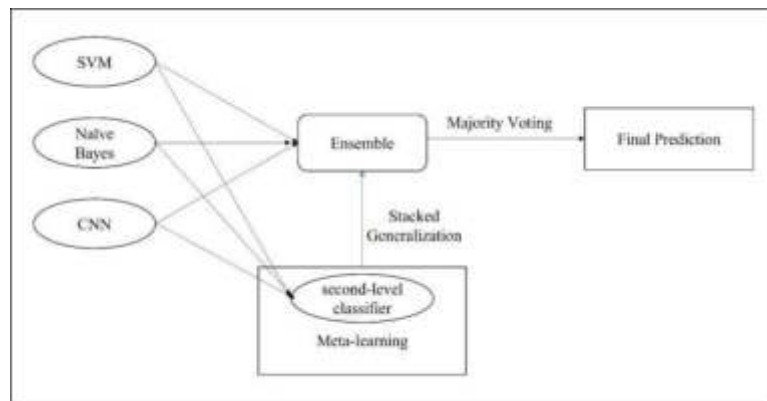 SVM
Naïve
Bayes
CNN
Ensemble
Majority Voting
Final Prediction
Stacked
Generalization
second-level
classifier
Meta-learning